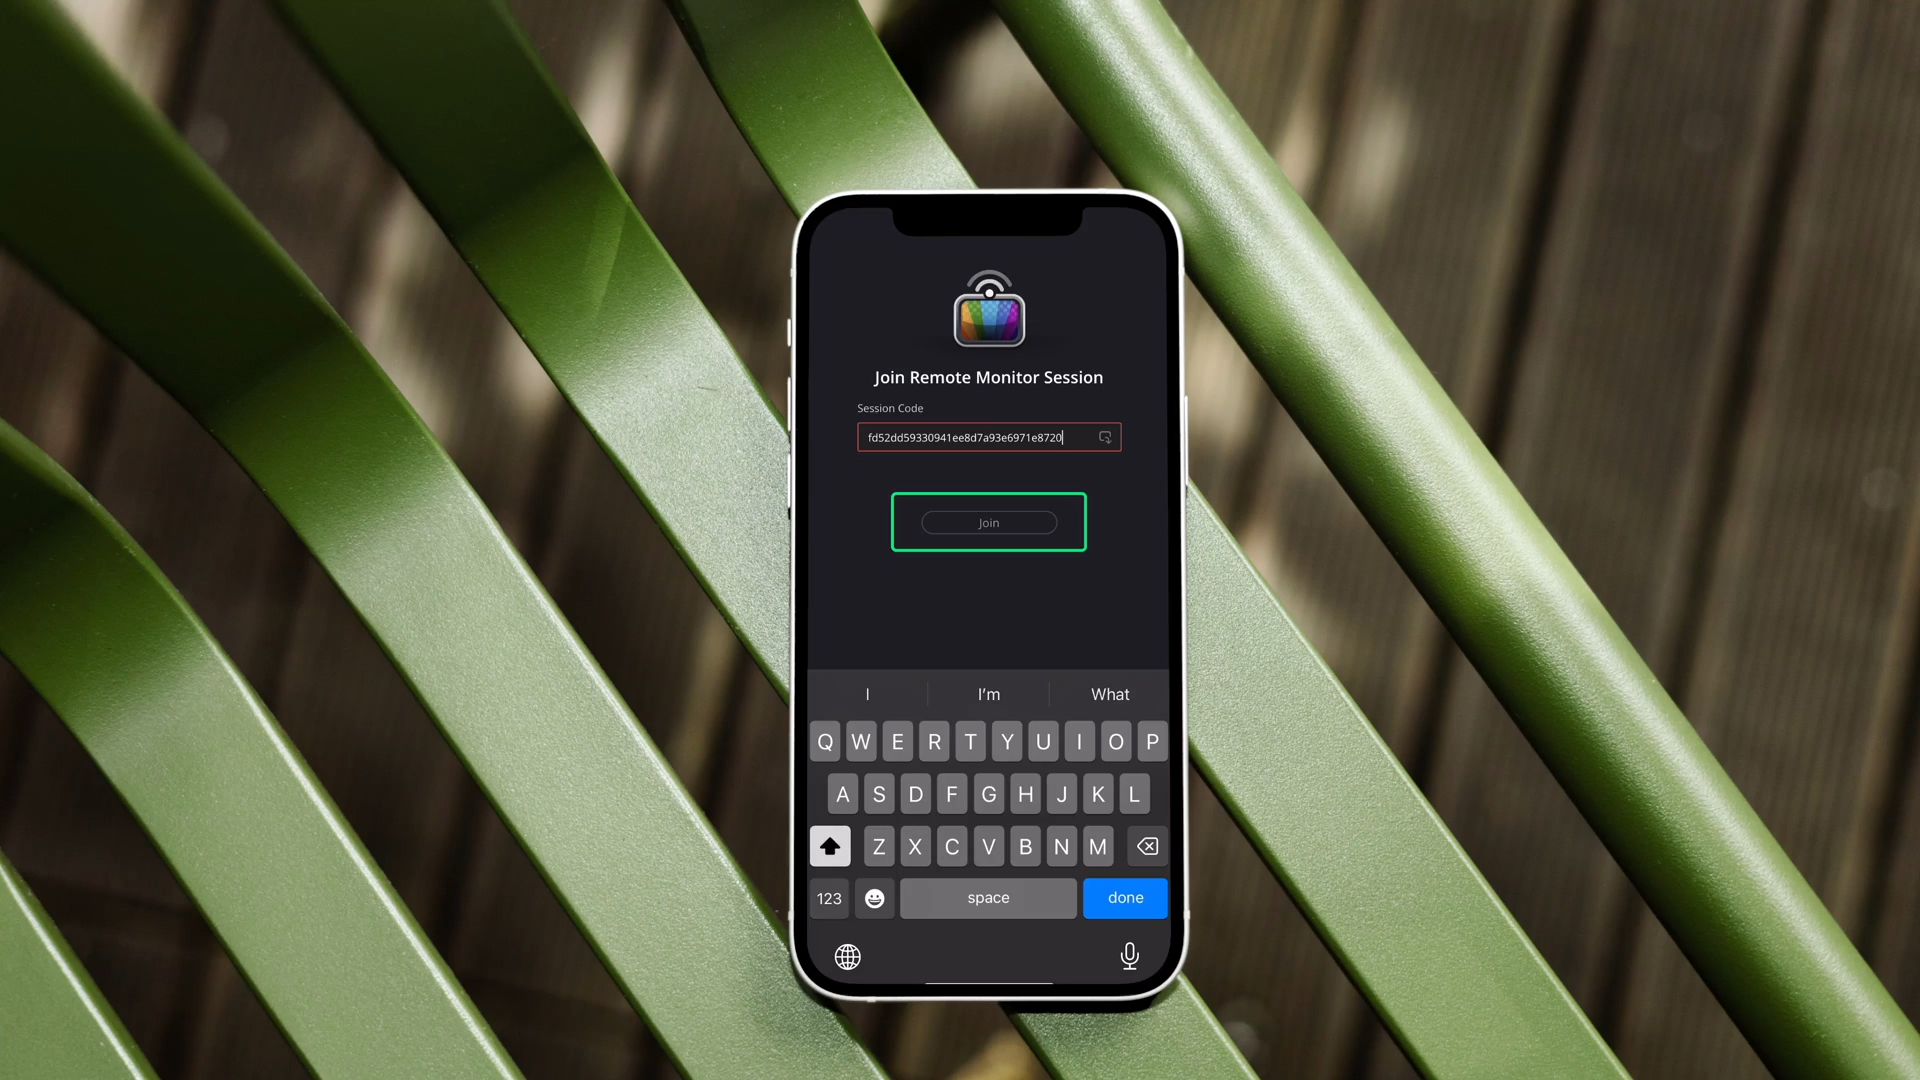 Join Remote Monitor Session
Session Code
fd52dd59330941ee8d7a93e6971e8720
Join
I I’m What
Q W E R T Y U I O P
A S D F G H J K L
Z X C V B N M
123 space done